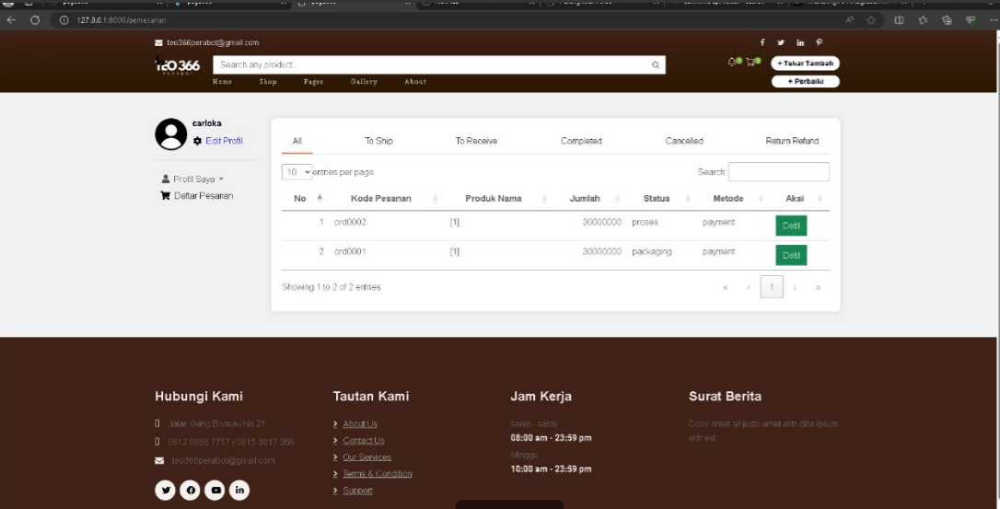 127.0.0.1:8000/pemesanan
teo366perabot@gmail.com
TEO 366
PERABOT
Search any product...
+ Tukar Tambah
Home Shop Pages Gallery About
+ Perbaiki
carloka
Edit Profil
Profil Saya
Daftar Pesanan
All To Ship To Receive Completed Cancelled Return Refund
10 entries per page Search:
No Kode Pesanan Produk Nama Jumlah Status Metode Aksi
1 ord0002 [1] 30000000 proses payment Detil
2 ord0001 [1] 30000000 packaging payment Detil
Showing 1 to 2 of 2 entries « ‹ 1 › »
Hubungi Kami Tautan Kami Jam Kerja Surat Berita
Jalan Gang Bonsau No 21 About Us senin - sabtu Dolor amet sit justo amet elitr clita ipsum
0812 6666 7757 / 0815 3017 366 Contact Us 08:00 am - 23:59 pm elitr est
teo366perabot@gmail.com Our Services Minggu
Terms & Condition 10:00 am - 23:59 pm
Support